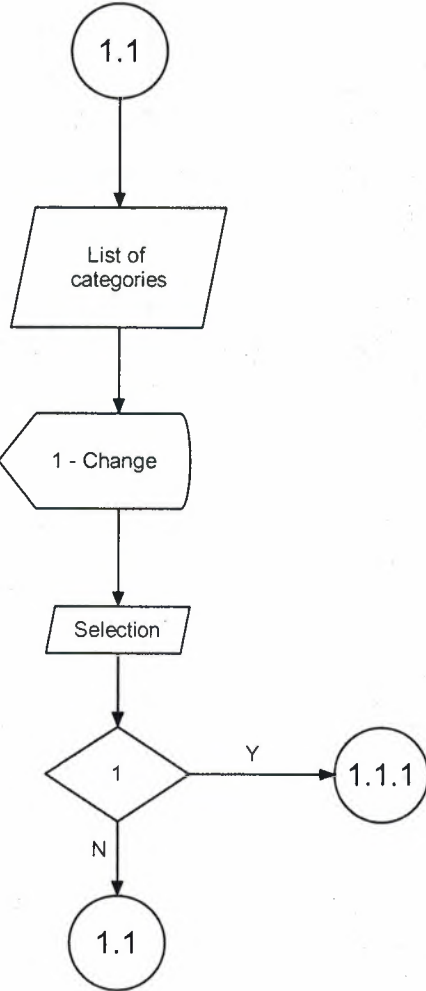 1.1
List of
categories
1 - Change
Selection
1
Y
1.1.1
N
1.1